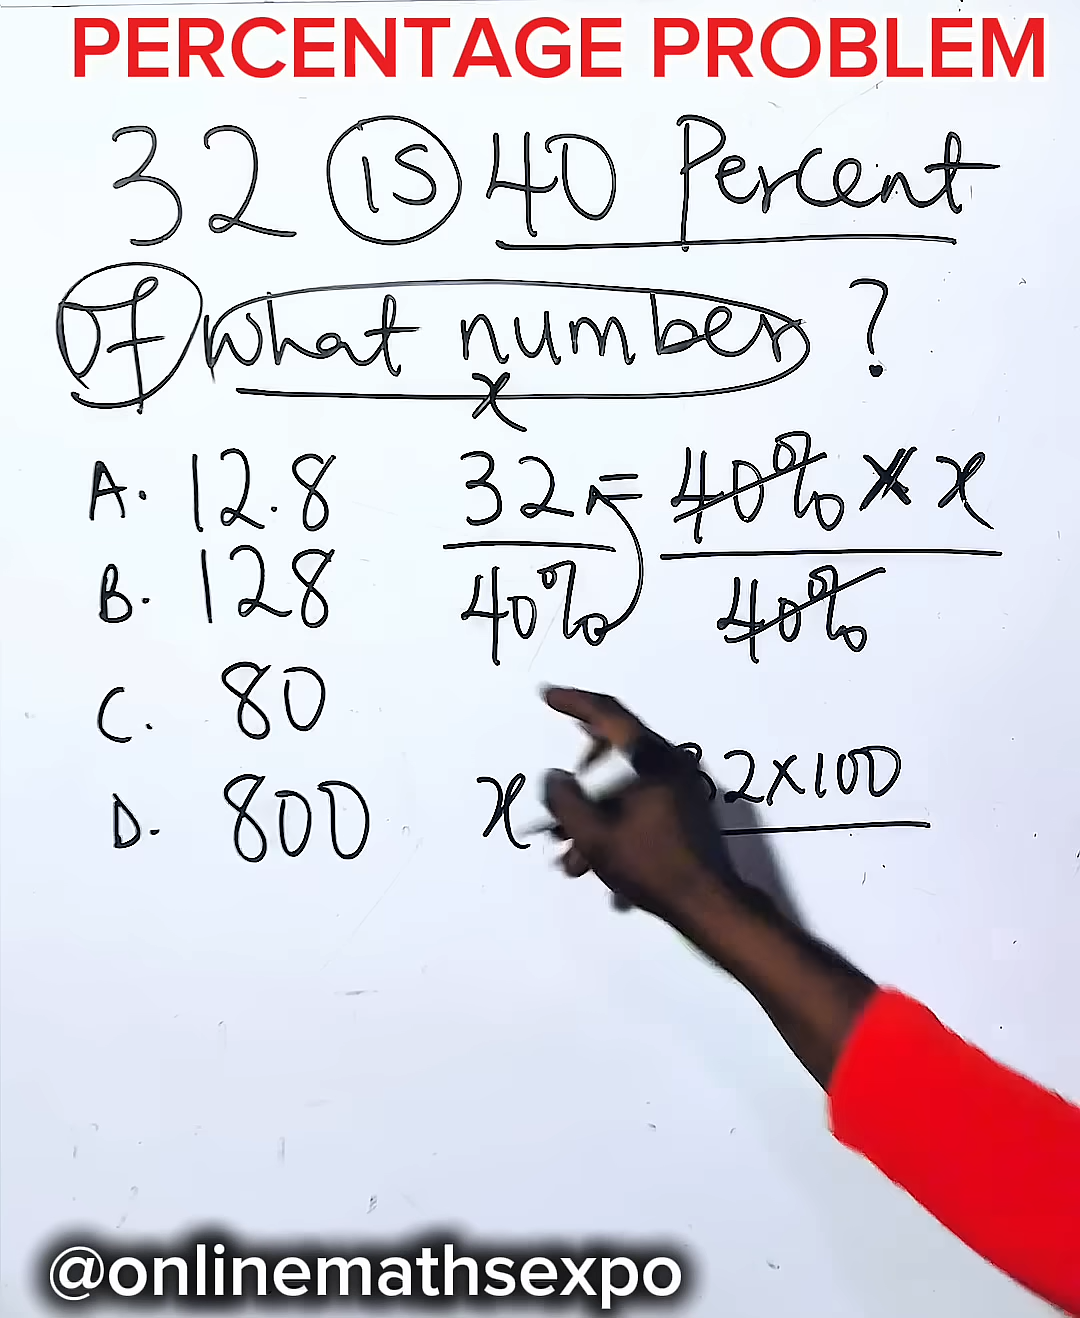 PERCENTAGE PROBLEM
32 is 40 Percent
Of what number ?
x
A. 12.8
B. 128
C. 80
D. 800
32 = 40% × x
40% 40%
x 32×100
@onlinemathsexpo